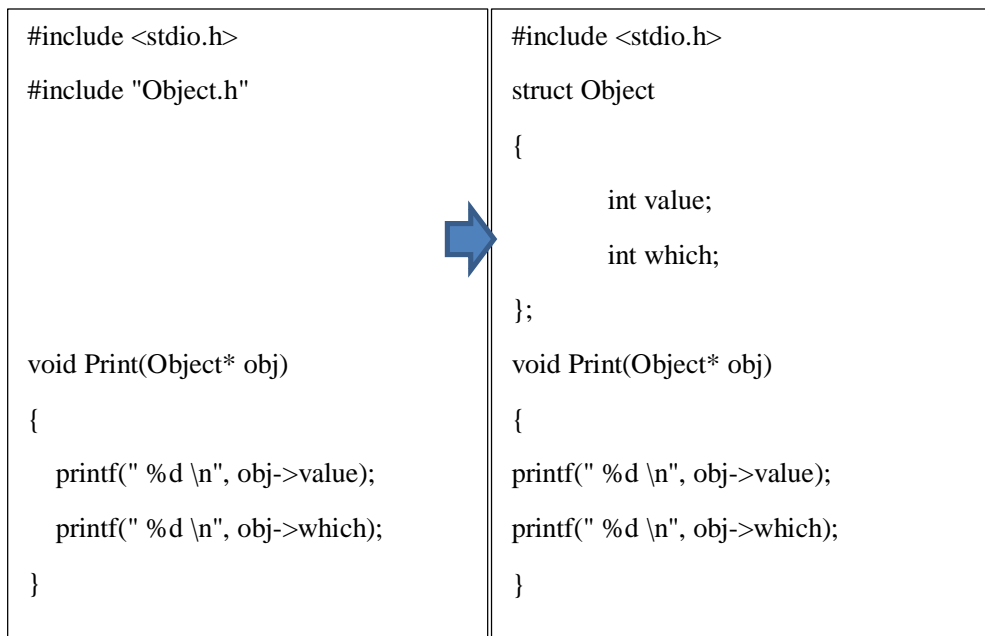 #include <stdio.h>
#include "Object.h"
void Print(Object* obj)
{
printf(" %d \n", obj->value);
printf(" %d \n", obj->which);
}
#include <stdio.h>
struct Object
{
int value;
int which;
};
void Print(Object* obj)
{
printf(" %d \n", obj->value);
printf(" %d \n", obj->which);
}